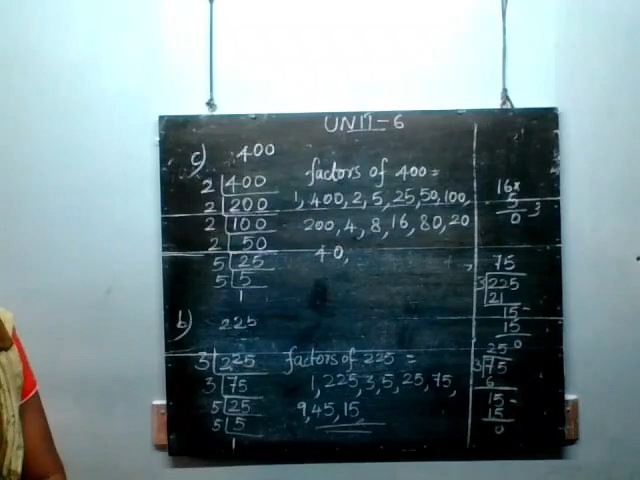 UNIT-6
c) 400
2 400
2 200
2 100
2 50
5 25
5 5
1
factors of 400 =
1, 400, 2, 5, 25, 50, 100,
200, 4, 8, 16, 80, 20
40,
b) 225
3 225
3 75
5 25
5 5
1
factors of 225 =
1, 225, 3, 5, 25, 75,
9, 45, 15
16x
5
0
75
3 225
21
15
15
0
25
3 75
6
15
15
0